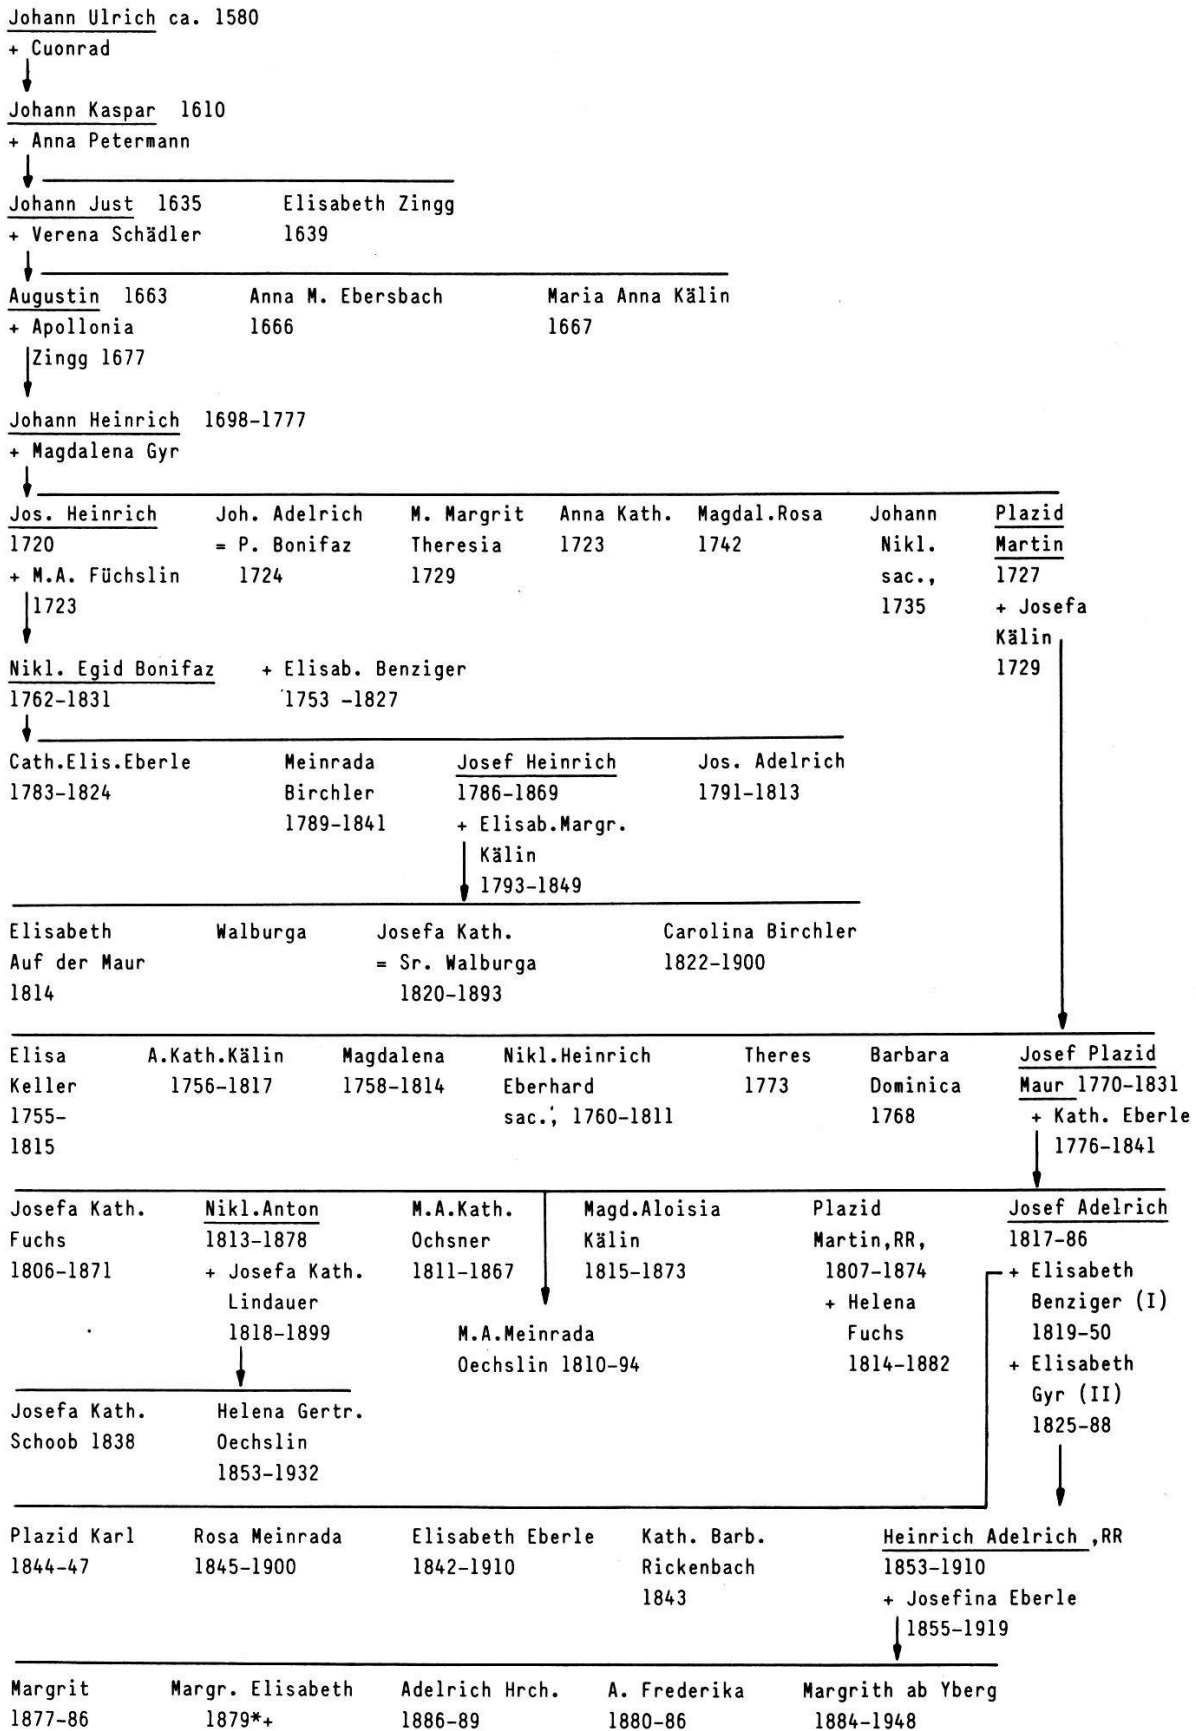 Johann Ulrich ca. 1580
+ Cuonrad
Johann Kaspar 1610
+ Anna Petermann
Johann Just 1635 Elisabeth Zingg
+ Verena Schädler 1639
Augustin 1663 Anna M. Ebersbach Maria Anna Kälin
+ Apollonia 1666 1667
Zingg 1677
Johann Heinrich 1698-1777
+ Magdalena Gyr
Jos. Heinrich Joh. Adelrich M. Margrit Anna Kath. Magdal.Rosa Johann Plazid
1720 = P. Bonifaz Theresia 1723 1742 Nikl. Martin
+ M.A. Füchslin 1724 1729 sac., 1727
1723 1735 + Josefa
Kälin
Nikl. Egid Bonifaz + Elisab. Benziger 1729
1762-1831 1753 -1827
Cath.Elis.Eberle Meinrada Josef Heinrich Jos. Adelrich
1783-1824 Birchler 1786-1869 1791-1813
1789-1841 + Elisab.Margr.
Kälin
1793-1849
Elisabeth Walburga Josefa Kath. Carolina Birchler
Auf der Maur = Sr. Walburga 1822-1900
1814 1820-1893
Elisa A.Kath.Kälin Magdalena Nikl.Heinrich Theres Barbara Josef Plazid
Keller 1756-1817 1758-1814 Eberhard 1773 Dominica Maur 1770-1831
1755- sac., 1760-1811 1768 + Kath. Eberle
1815 1776-1841
Josefa Kath. Nikl.Anton M.A.Kath. Magd.Aloisia Plazid Josef Adelrich
Fuchs 1813-1878 Ochsner Kälin Martin,RR, 1817-86
1806-1871 + Josefa Kath. 1811-1867 1815-1873 1807-1874 + Elisabeth
Lindauer + Helena Benziger (I)
1818-1899 M.A.Meinrada Fuchs 1819-50
Oechslin 1810-94 1814-1882 + Elisabeth
Gyr (II)
Josefa Kath. Helena Gertr. 1825-88
Schoob 1838 Oechslin
1853-1932
Plazid Karl Rosa Meinrada Elisabeth Eberle Kath. Barb. Heinrich Adelrich ,RR
1844-47 1845-1900 1842-1910 Rickenbach 1853-1910
1843 + Josefina Eberle
1855-1919
Margrit Margr. Elisabeth Adelrich Hrch. A. Frederika Margrith ab Yberg
1877-86 1879*+ 1886-89 1880-86 1884-1948